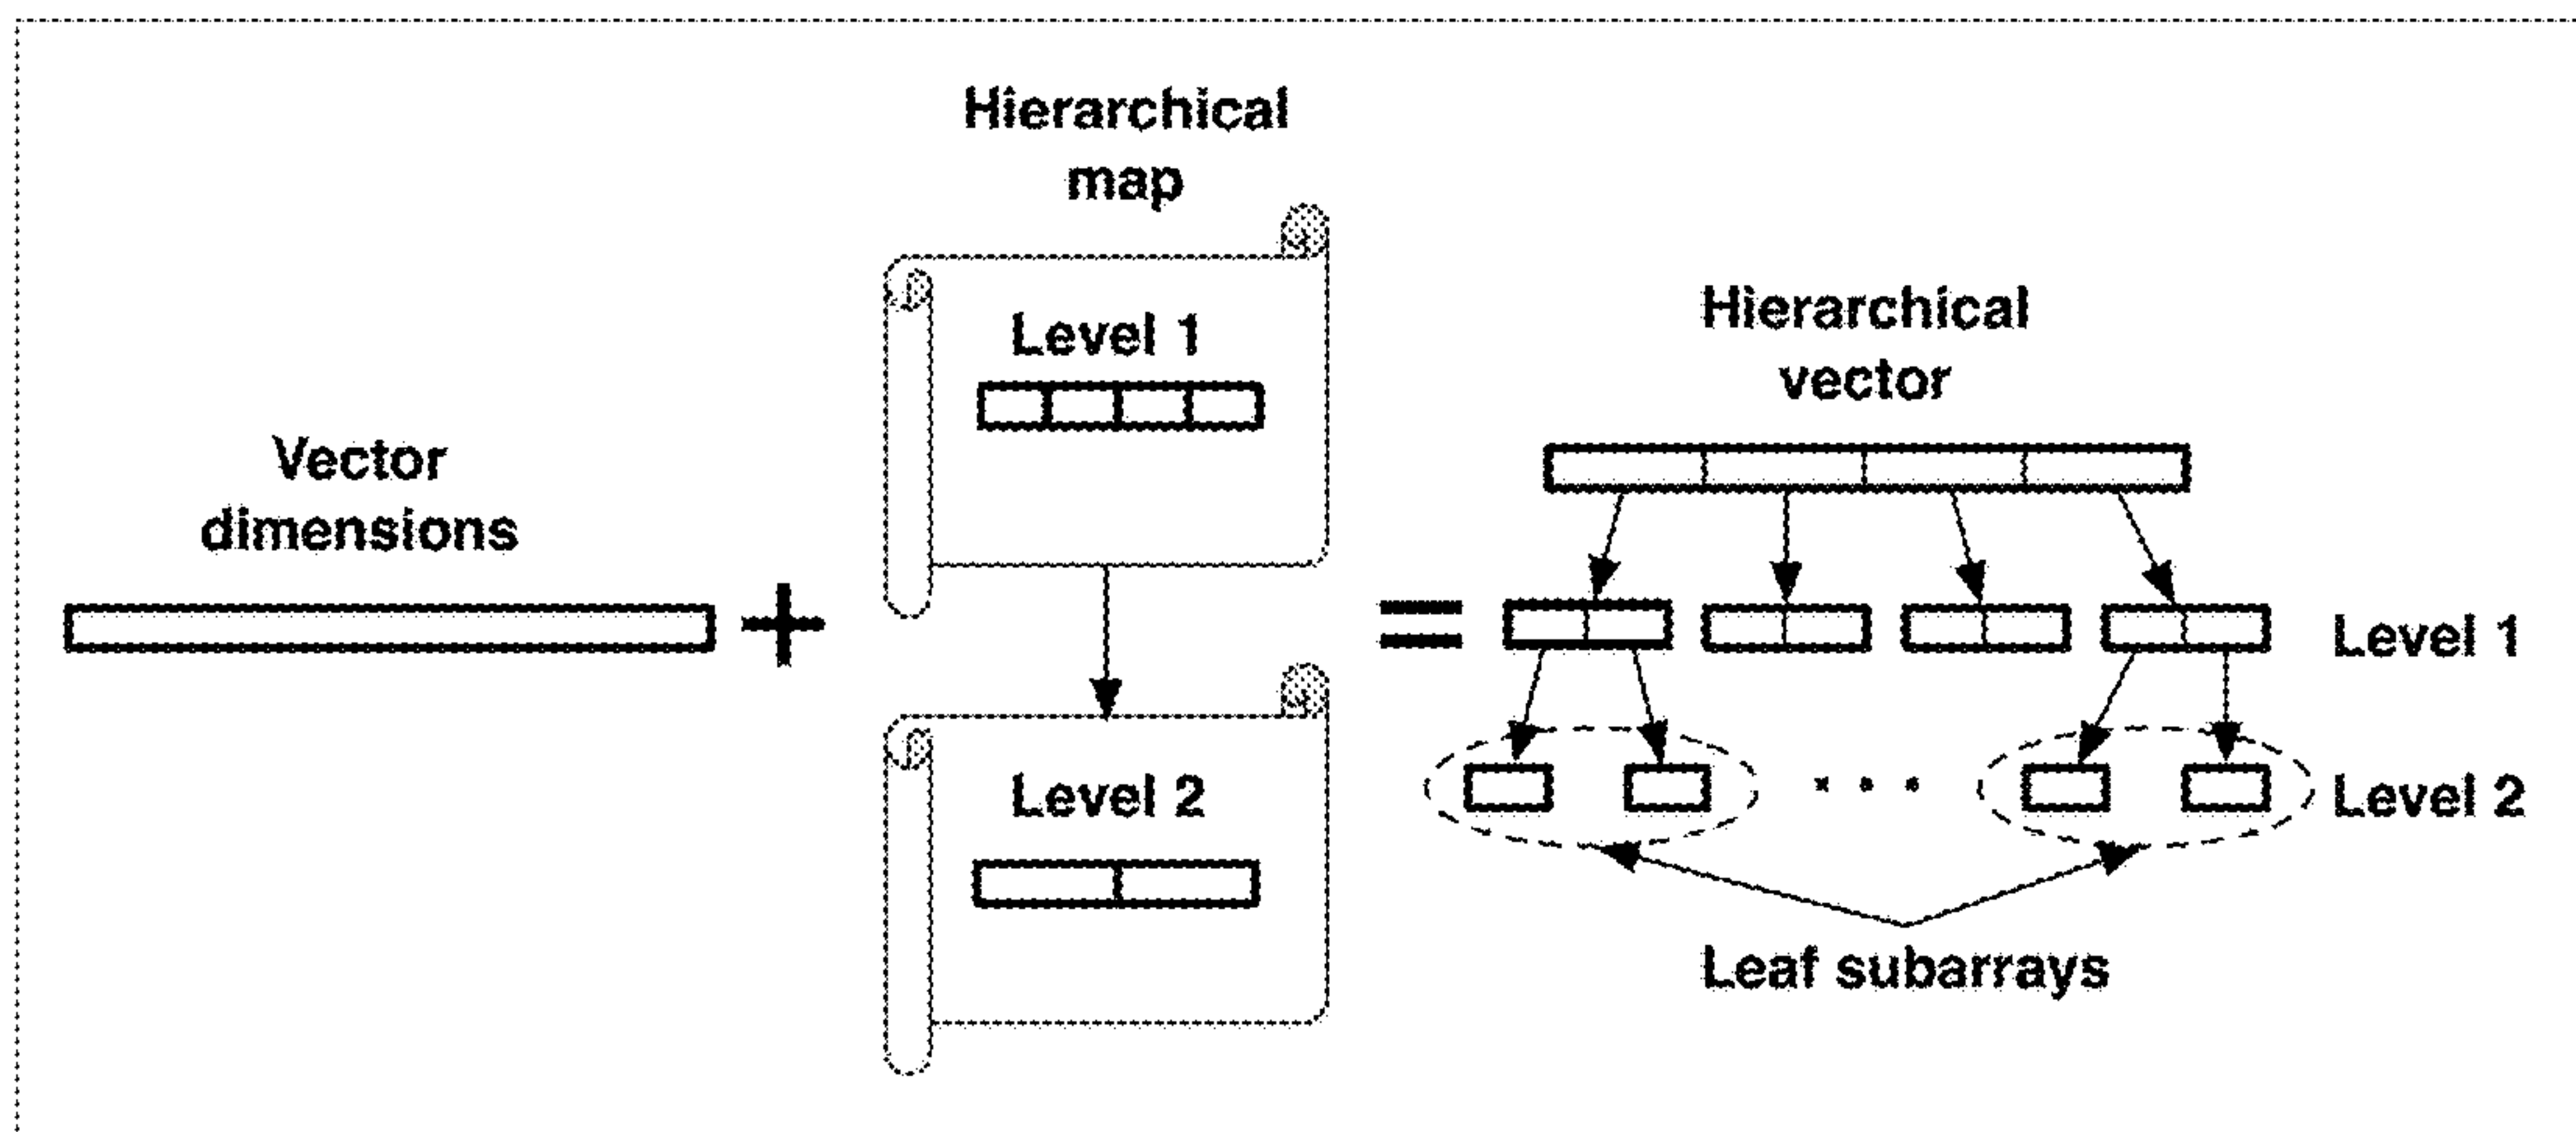 Hierarchical
map
Level 1
Vector
dimensions
+
Level 2
=
Hierarchical
vector
Level 1
Level 2
Leaf subarrays